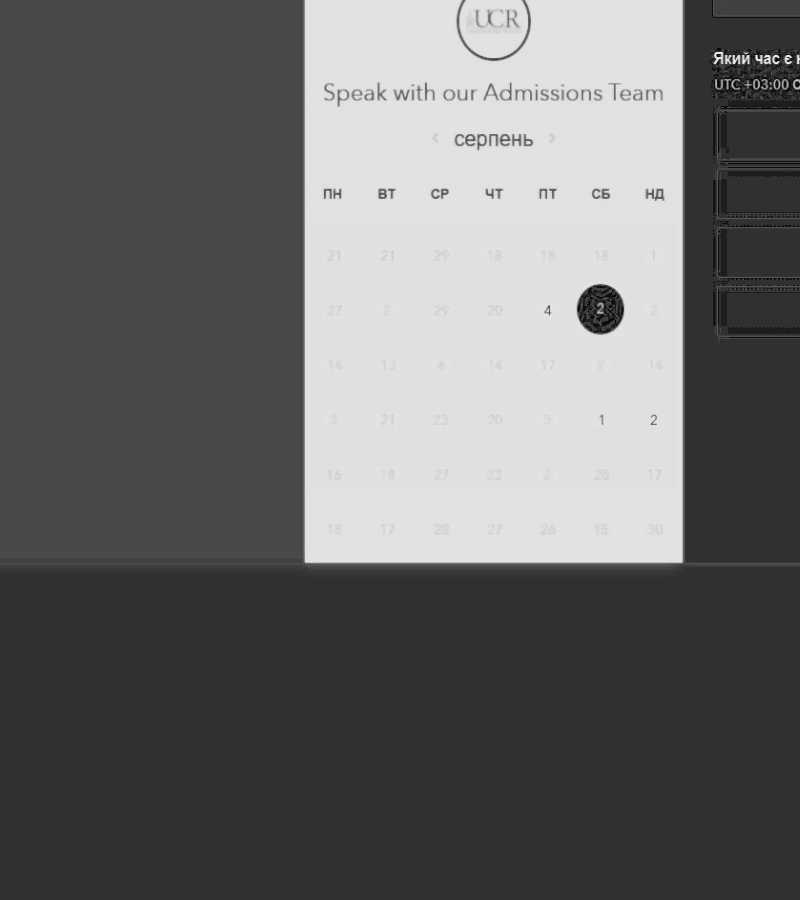 UCR
Speak with our Admissions Team
серпень
ПН ВТ СР ЧТ ПТ СБ НД
21 21 29 18 18 18 1
27 2 29 20 4 2 2
14 13 6 14 17 2 14
2 21 23 20 3 1 2
16 18 27 23 2 28 17
18 17 28 27 26 15 30
Який час є
UTC +03:00